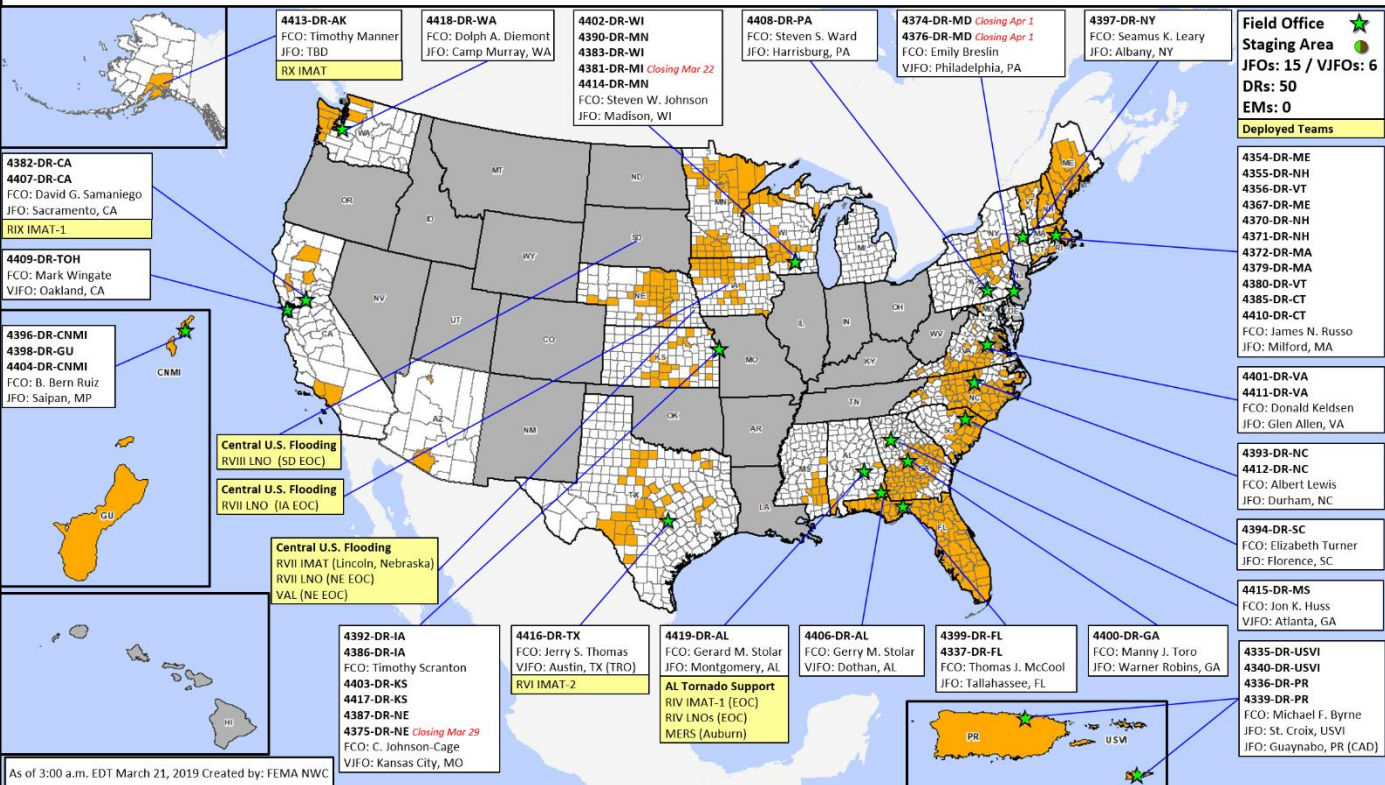 4413-DR-AK
FCO: Timothy Manner
JFO: TBD
RX IMAT
4418-DR-WA
FCO: Dolph A. Diemont
JFO: Camp Murray, WA
4402-DR-WI
4390-DR-MN
4383-DR-WI
4381-DR-MI Closing Mar 22
4414-DR-MN
FCO: Steven W. Johnson
JFO: Madison, WI
4408-DR-PA
FCO: Steven S. Ward
JFO: Harrisburg, PA
4374-DR-MD Closing Apr 1
4376-DR-MD Closing Apr 1
FCO: Emily Breslin
VJFO: Philadelphia, PA
4397-DR-NY
FCO: Seamus K. Leary
JFO: Albany, NY
Field Office
Staging Area
JFOs: 15 / VJFOs: 6
DRs: 50
EMs: 0
Deployed Teams
4382-DR-CA
4407-DR-CA
FCO: David G. Samaniego
JFO: Sacramento, CA
RIX IMAT-1
4409-DR-TOH
FCO: Mark Wingate
VJFO: Oakland, CA
4396-DR-CNMI
4398-DR-GU
4404-DR-CNMI
FCO: B. Bern Ruiz
JFO: Saipan, MP
CNMI
GU
HI
WA
OR
ID
MT
ND
SD
WY
NV
UT
CO
CA
AZ
NM
NE
KS
OK
TX
MN
IA
MO
AR
LA
WI
MI
IL
IN
OH
KY
TN
MS
AL
GA
FL
SC
NC
WV
MD
DE
NJ
PA
NY
VT
NH
ME
MA
RI
4354-DR-ME
4355-DR-NH
4356-DR-VT
4367-DR-ME
4370-DR-NH
4371-DR-NH
4372-DR-MA
4379-DR-MA
4380-DR-VT
4385-DR-CT
4410-DR-CT
FCO: James N. Russo
JFO: Milford, MA
4401-DR-VA
4411-DR-VA
FCO: Donald Keldsen
JFO: Glen Allen, VA
4393-DR-NC
4412-DR-NC
FCO: Albert Lewis
JFO: Durham, NC
4394-DR-SC
FCO: Elizabeth Turner
JFO: Florence, SC
4415-DR-MS
FCO: Jon K. Huss
VJFO: Atlanta, GA
Central U.S. Flooding
RVIII LNO (SD EOC)
Central U.S. Flooding
RVII LNO (IA EOC)
Central U.S. Flooding
RVII IMAT (Lincoln, Nebraska)
RVII LNO (NE EOC)
VAL (NE EOC)
4392-DR-IA
4386-DR-IA
FCO: Timothy Scranton
4403-DR-KS
4417-DR-KS
4387-DR-NE
4375-DR-NE Closing Mar 29
FCO: C. Johnson-Cage
VJFO: Kansas City, MO
4416-DR-TX
FCO: Jerry S. Thomas
VJFO: Austin, TX (TRO)
RVI IMAT-2
4419-DR-AL
FCO: Gerard M. Stolar
JFO: Montgomery, AL
AL Tornado Support
RIV IMAT-1 (EOC)
RIV LNOs (EOC)
MERS (Auburn)
4406-DR-AL
FCO: Gerry M. Stolar
VJFO: Dothan, AL
4399-DR-FL
4337-DR-FL
FCO: Thomas J. McCool
JFO: Tallahassee, FL
4400-DR-GA
FCO: Manny J. Toro
JFO: Warner Robins, GA
4335-DR-USVI
4340-DR-USVI
4336-DR-PR
4339-DR-PR
FCO: Michael F. Byrne
JFO: St. Croix, USVI
JFO: Guaynabo, PR (CAD)
PR
USVI
As of 3:00 a.m. EDT March 21, 2019 Created by: FEMA NWC